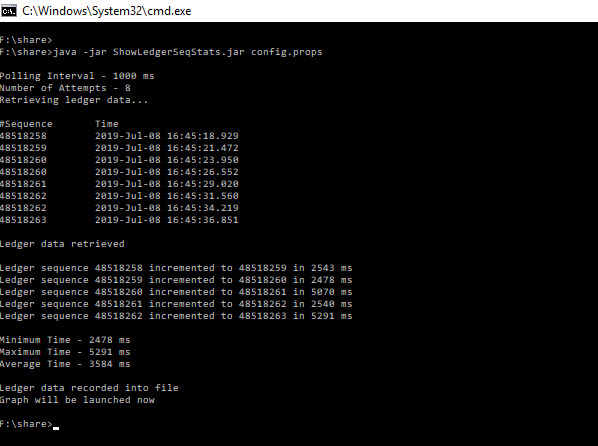 C:\Windows\System32\cmd.exe
F:\share>
F:\share>java -jar ShowLedgerSeqStats.jar config.props
Polling Interval - 1000 ms
Number of Attempts - 8
Retrieving ledger data...
#Sequence Time
48518258 2019-Jul-08 16:45:18.929
48518259 2019-Jul-08 16:45:21.472
48518260 2019-Jul-08 16:45:23.950
48518260 2019-Jul-08 16:45:26.552
48518261 2019-Jul-08 16:45:29.020
48518262 2019-Jul-08 16:45:31.560
48518262 2019-Jul-08 16:45:34.219
48518263 2019-Jul-08 16:45:36.851
Ledger data retrieved
Ledger sequence 48518258 incremented to 48518259 in 2543 ms
Ledger sequence 48518259 incremented to 48518260 in 2478 ms
Ledger sequence 48518260 incremented to 48518261 in 5070 ms
Ledger sequence 48518261 incremented to 48518262 in 2540 ms
Ledger sequence 48518262 incremented to 48518263 in 5291 ms
Minimum Time - 2478 ms
Maximum Time - 5291 ms
Average Time - 3584 ms
Ledger data recorded into file
Graph will be launched now
F:\share>